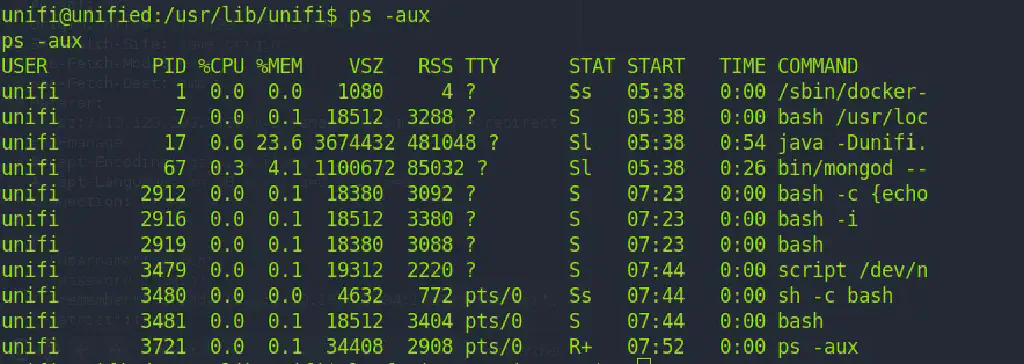 unifi@unified:/usr/lib/unifi$ ps -aux
ps -aux
USER PID %CPU %MEM VSZ RSS TTY STAT START TIME COMMAND
unifi 1 0.0 0.0 1080 4 ? Ss 05:38 0:00 /sbin/docker-
unifi 7 0.0 0.1 18512 3288 ? S 05:38 0:00 bash /usr/loc
unifi 17 0.6 23.6 3674432 481048 ? Sl 05:38 0:54 java -Dunifi.
unifi 67 0.3 4.1 1100672 85032 ? Sl 05:38 0:26 bin/mongod --
unifi 2912 0.0 0.1 18380 3092 ? S 07:23 0:00 bash -c {echo
unifi 2916 0.0 0.1 18512 3380 ? S 07:23 0:00 bash -i
unifi 2919 0.0 0.1 18380 3088 ? S 07:23 0:00 bash
unifi 3479 0.0 0.1 19312 2220 ? S 07:44 0:00 script /dev/n
unifi 3480 0.0 0.0 4632 772 pts/0 Ss 07:44 0:00 sh -c bash
unifi 3481 0.0 0.1 18512 3404 pts/0 S 07:44 0:00 bash
unifi 3721 0.0 0.1 34408 2908 pts/0 R+ 07:52 0:00 ps -aux